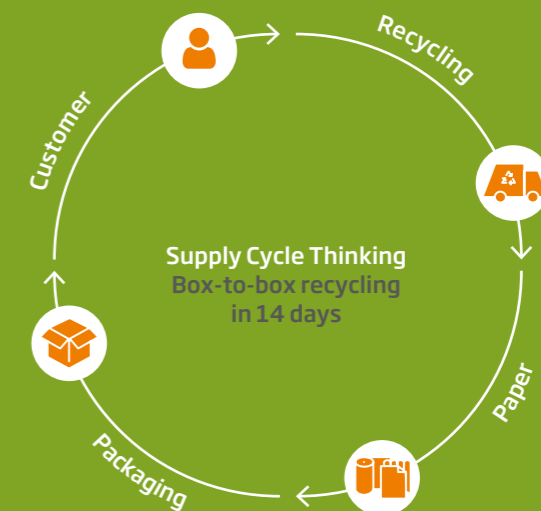 Recycling
Customer
Supply Cycle Thinking
Box-to-box recycling
in 14 days
Paper
Packaging